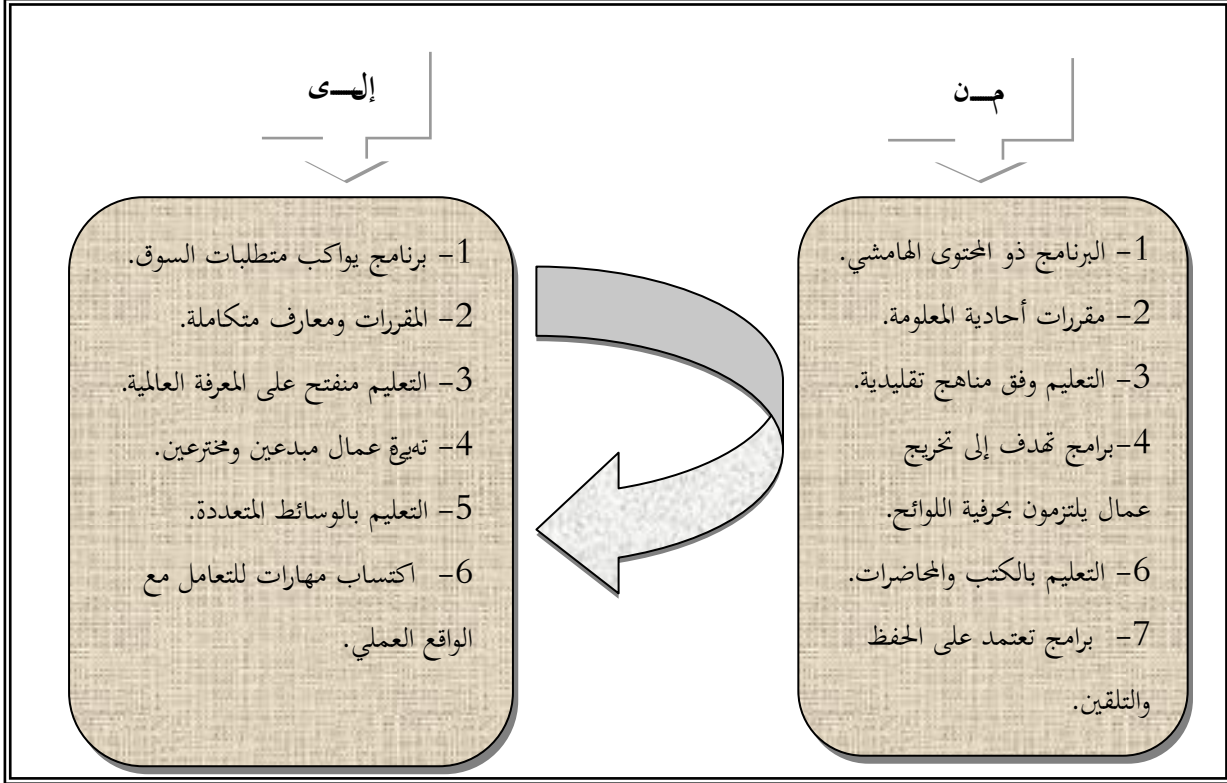 مـــن
1- البرنامج ذو المحتوى الهامشي.
2- مقررات أحادية المعلومة.
3- التعليم وفق مناهج تقليدية.
4-برامج تهدف إلى تخريج
عمال يلتزمون بحرفية اللوائح.
6- التعليم بالكتب والمحاضرات.
7- برامج تعتمد على الحفظ
والتلقين.
إلـــى
1- برنامج يواكب متطلبات السوق.
2- المقررات ومعارف متكاملة.
3- التعليم منفتح على المعرفة العالمية.
4- عمال مبدعين ومخترعين.
5- التعليم بالوسائط المتعددة.
6- اكتساب مهارات للتعامل مع
الواقع العملي.